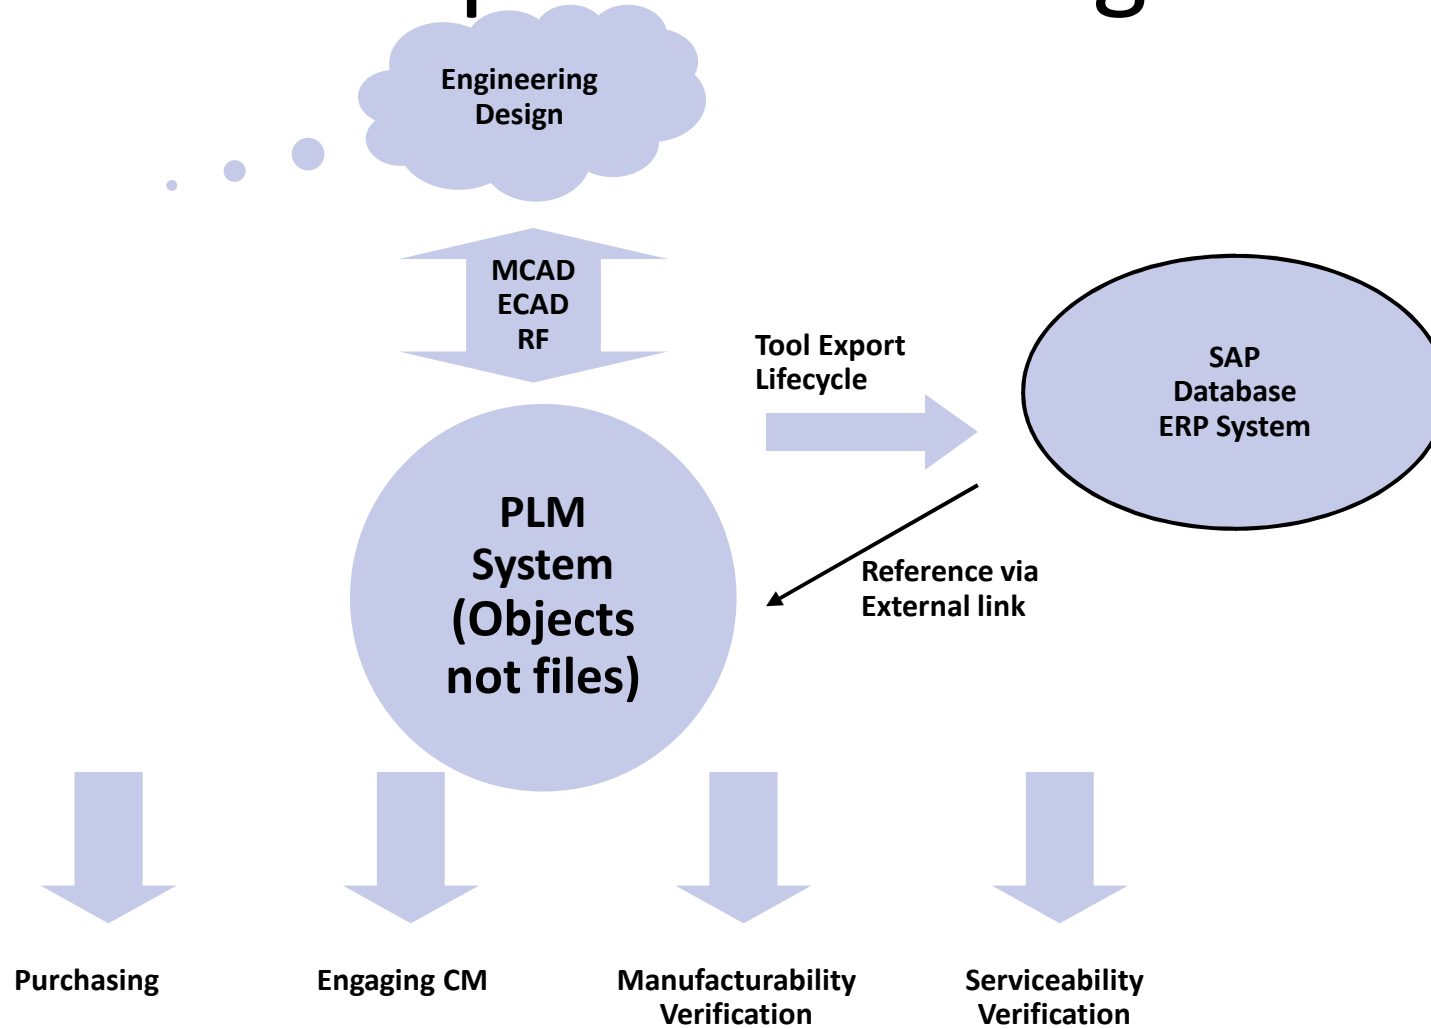 Engineering
Design
MCAD
ECAD
RF
Tool Export
Lifecycle
SAP
Database
ERP System
PLM
System
(Objects
not files)
Reference via
External link
Purchasing
Engaging CM
Manufacturability
Verification
Serviceability
Verification